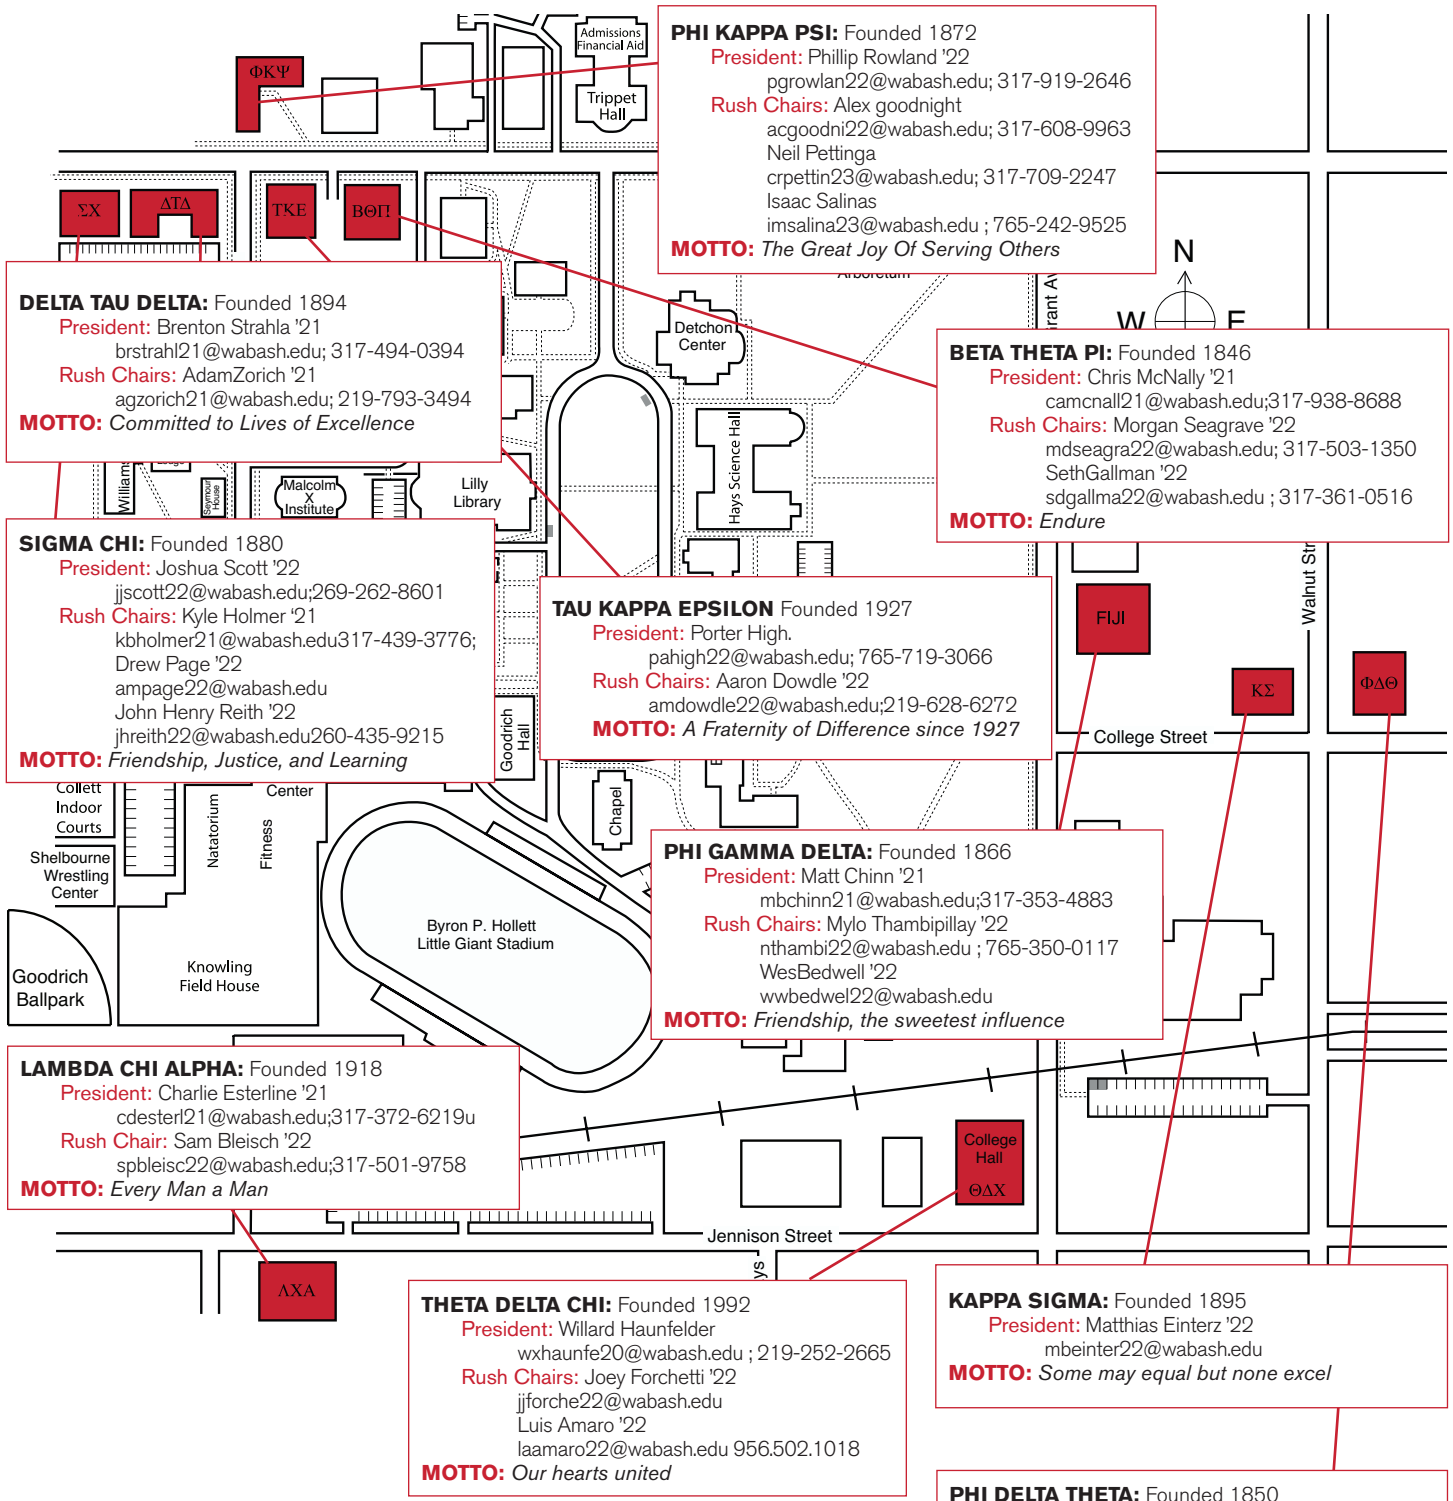 Admissions
Financial Aid
Trippet
Hall
ΦΚΨ
PHI KAPPA PSI: Founded 1872
President: Phillip Rowland '22
pgrowlan22@wabash.edu; 317-919-2646
Rush Chairs: Alex goodnight
acgoodni22@wabash.edu; 317-608-9963
Neil Pettinga
crpettin23@wabash.edu; 317-709-2247
Isaac Salinas
imsalina23@wabash.edu ; 765-242-9525
MOTTO: The Great Joy Of Serving Others
ΣΧ
ΔΤΔ
ΤΚΕ
ΒΘΠ
Arboretum
N
W
E
DELTA TAU DELTA: Founded 1894
President: Brenton Strahla '21
brstrahl21@wabash.edu; 317-494-0394
Rush Chairs: AdamZorich '21
agzorich21@wabash.edu; 219-793-3494
MOTTO: Committed to Lives of Excellence
Detchon
Center
BETA THETA PI: Founded 1846
President: Chris McNally '21
camcnall21@wabash.edu;317-938-8688
Rush Chairs: Morgan Seagrave '22
mdseagra22@wabash.edu; 317-503-1350
SethGallman '22
sdgallma22@wabash.edu ; 317-361-0516
MOTTO: Endure
Hays Science Hall
Williams
Seymour
House
Malcolm
X
Institute
Lilly
Library
SIGMA CHI: Founded 1880
President: Joshua Scott '22
jjscott22@wabash.edu;269-262-8601
Rush Chairs: Kyle Holmer '21
kbholmer21@wabash.edu317-439-3776;
Drew Page '22
ampage22@wabash.edu
John Henry Reith '22
jhreith22@wabash.edu260-435-9215
MOTTO: Friendship, Justice, and Learning
TAU KAPPA EPSILON Founded 1927
President: Porter High.
pahigh22@wabash.edu; 765-719-3066
Rush Chairs: Aaron Dowdle '22
amdowdle22@wabash.edu;219-628-6272
MOTTO: A Fraternity of Difference since 1927
Walnut Str
FIJI
ΚΣ
ΦΔΘ
College Street
Goodrich
Hall
Chapel
Collett
Indoor
Courts
Natatorium
Fitness
Center
Shelbourne
Wrestling
Center
PHI GAMMA DELTA: Founded 1866
President: Matt Chinn '21
mbchinn21@wabash.edu;317-353-4883
Rush Chairs: Mylo Thambipillay '22
nthambi22@wabash.edu ; 765-350-0117
WesBedwell '22
wwbedwel22@wabash.edu
MOTTO: Friendship, the sweetest influence
Byron P. Hollett
Little Giant Stadium
Goodrich
Ballpark
Knowling
Field House
LAMBDA CHI ALPHA: Founded 1918
President: Charlie Esterline '21
cdesterl21@wabash.edu;317-372-6219u
Rush Chair: Sam Bleisch '22
spbleisc22@wabash.edu;317-501-9758
MOTTO: Every Man a Man
College
Hall
ΘΔΧ
Jennison Street
ΛΧΑ
THETA DELTA CHI: Founded 1992
President: Willard Haunfelder
wxhaunfe20@wabash.edu ; 219-252-2665
Rush Chairs: Joey Forchetti '22
jjforche22@wabash.edu
Luis Amaro '22
laamaro22@wabash.edu 956.502.1018
MOTTO: Our hearts united
KAPPA SIGMA: Founded 1895
President: Matthias Einterz '22
mbeinter22@wabash.edu
MOTTO: Some may equal but none excel
PHI DELTA THETA: Founded 1850